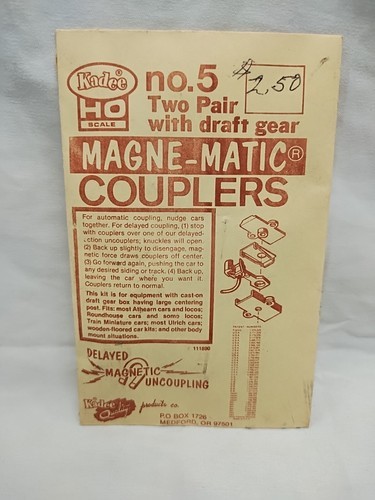 Kadee®
HO
SCALE
no.5
$2.50
Two Pair
with draft gear
MAGNE-MATIC®
COUPLERS
For automatic coupling, nudge cars
together. For delayed coupling, (1) stop
with couplers over one of our delayed-
action uncouplers; knuckles will open.
(2) Back up slightly to disengage, mag-
netic force draws couplers off center.
(3) Go forward again, pushing the car to
any desired siding or track. (4) Back up,
leaving the car where you want it.
Couplers return to normal.
This kit is for equipment with cast-on
draft gear box having large centering
post. Fits: most Athearn cars and locos;
Roundhouse cars and some locos;
Train Miniature cars; most Ulrich cars;
wooden-floored car kits; and other body
mount situations.
DELAYED
MAGNETIC
UNCOUPLING
Kadee
Quality
products co.
P.O BOX 1726
MEDFORD, OR 97501